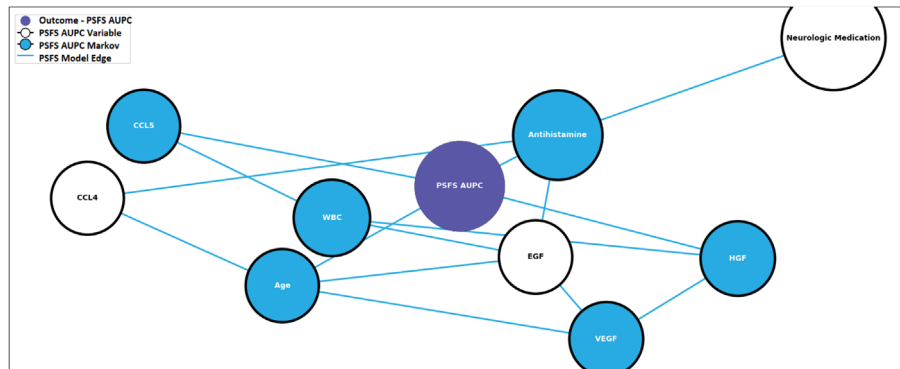 Outcome - PSFS AUPC
PSFS AUPC Variable
PSFS AUPC Markov
PSFS Model Edge
Neurologic Medication
CCL5
Antihistamine
PSFS AUPC
CCL4
WBC
EGF
HGF
Age
VEGF